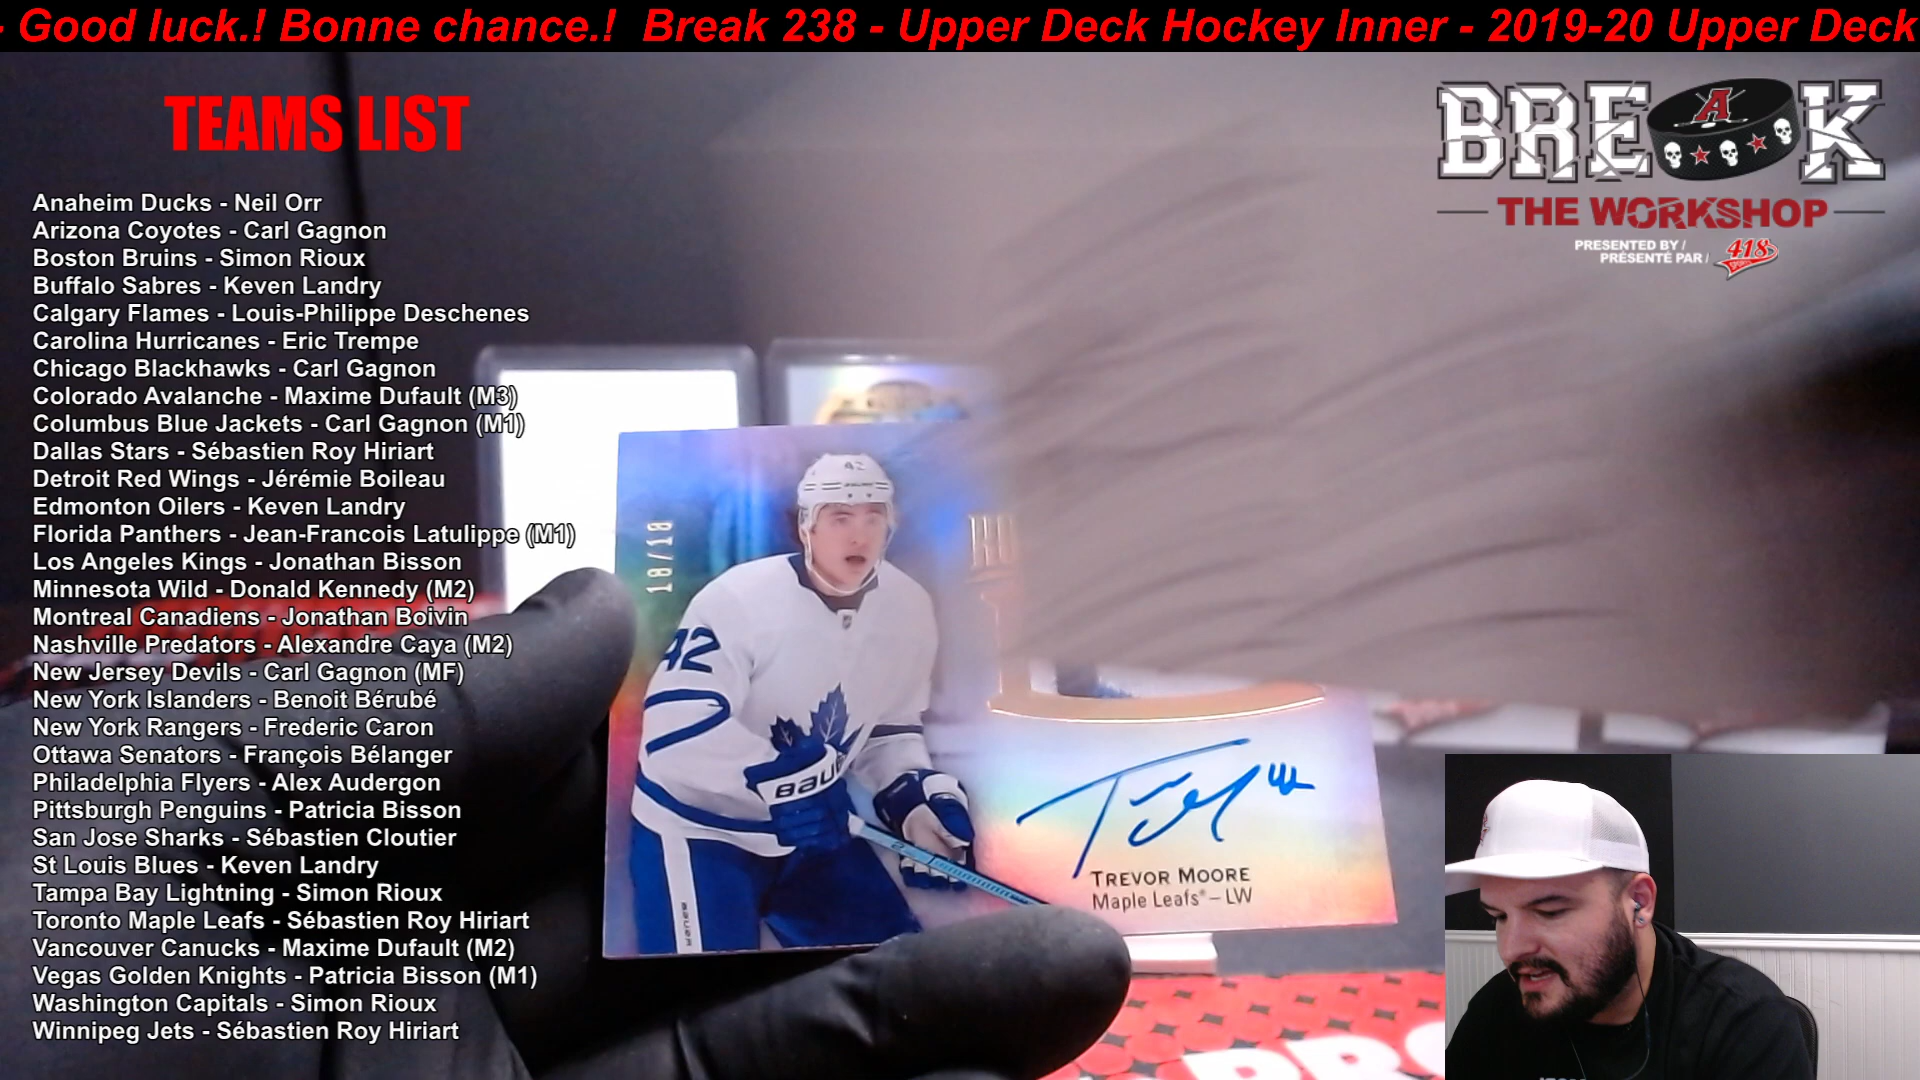 - Good luck.! Bonne chance.! Break 238 - Upper Deck Hockey Inner - 2019-20 Upper Deck
TEAMS LIST
Anaheim Ducks - Neil Orr
Arizona Coyotes - Carl Gagnon
Boston Bruins - Simon Rioux
Buffalo Sabres - Keven Landry
Calgary Flames - Louis-Philippe Deschenes
Carolina Hurricanes - Eric Trempe
Chicago Blackhawks - Carl Gagnon
Colorado Avalanche - Maxime Dufault (M3)
Columbus Blue Jackets - Carl Gagnon (M1)
Dallas Stars - Sébastien Roy Hiriart
Detroit Red Wings - Jérémie Boileau
Edmonton Oilers - Keven Landry
Florida Panthers - Jean-Francois Latulippe (M1)
Los Angeles Kings - Jonathan Bisson
Minnesota Wild - Donald Kennedy (M2)
Montreal Canadiens - Jonathan Boivin
Nashville Predators - Alexandre Caya (M2)
New Jersey Devils - Carl Gagnon (MF)
New York Islanders - Benoit Bérubé
New York Rangers - Frederic Caron
Ottawa Senators - François Bélanger
Philadelphia Flyers - Alex Audergon
Pittsburgh Penguins - Patricia Bisson
San Jose Sharks - Sébastien Cloutier
St Louis Blues - Keven Landry
Tampa Bay Lightning - Simon Rioux
Toronto Maple Leafs - Sébastien Roy Hiriart
Vancouver Canucks - Maxime Dufault (M2)
Vegas Golden Knights - Patricia Bisson (M1)
Washington Capitals - Simon Rioux
Winnipeg Jets - Sébastien Roy Hiriart
BREAK
THE WORKSHOP
PRESENTED BY /
PRÉSENTÉ PAR /
418
18/18
42
42
BAUER
BAUER
TREVOR MOORE
Maple Leafs® – LW